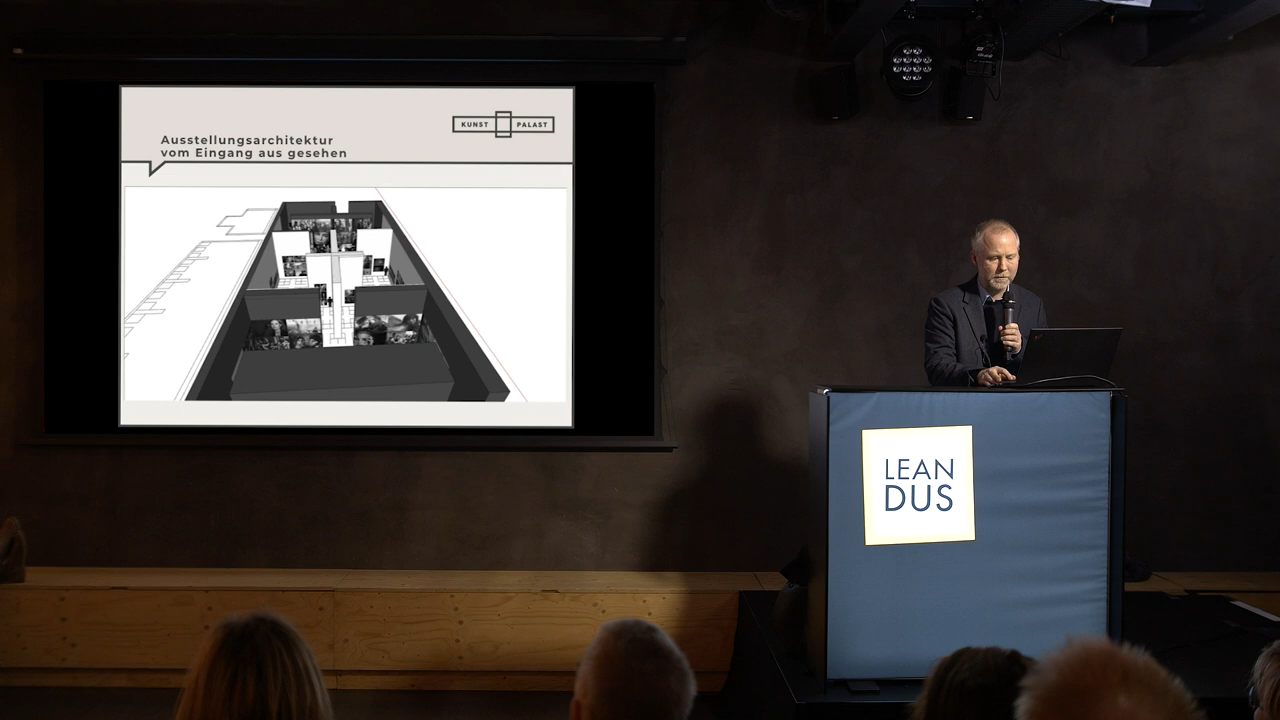 Ausstellungsarchitektur
vom Eingang aus gesehen
KUNST PALAST
LEAN
DUS